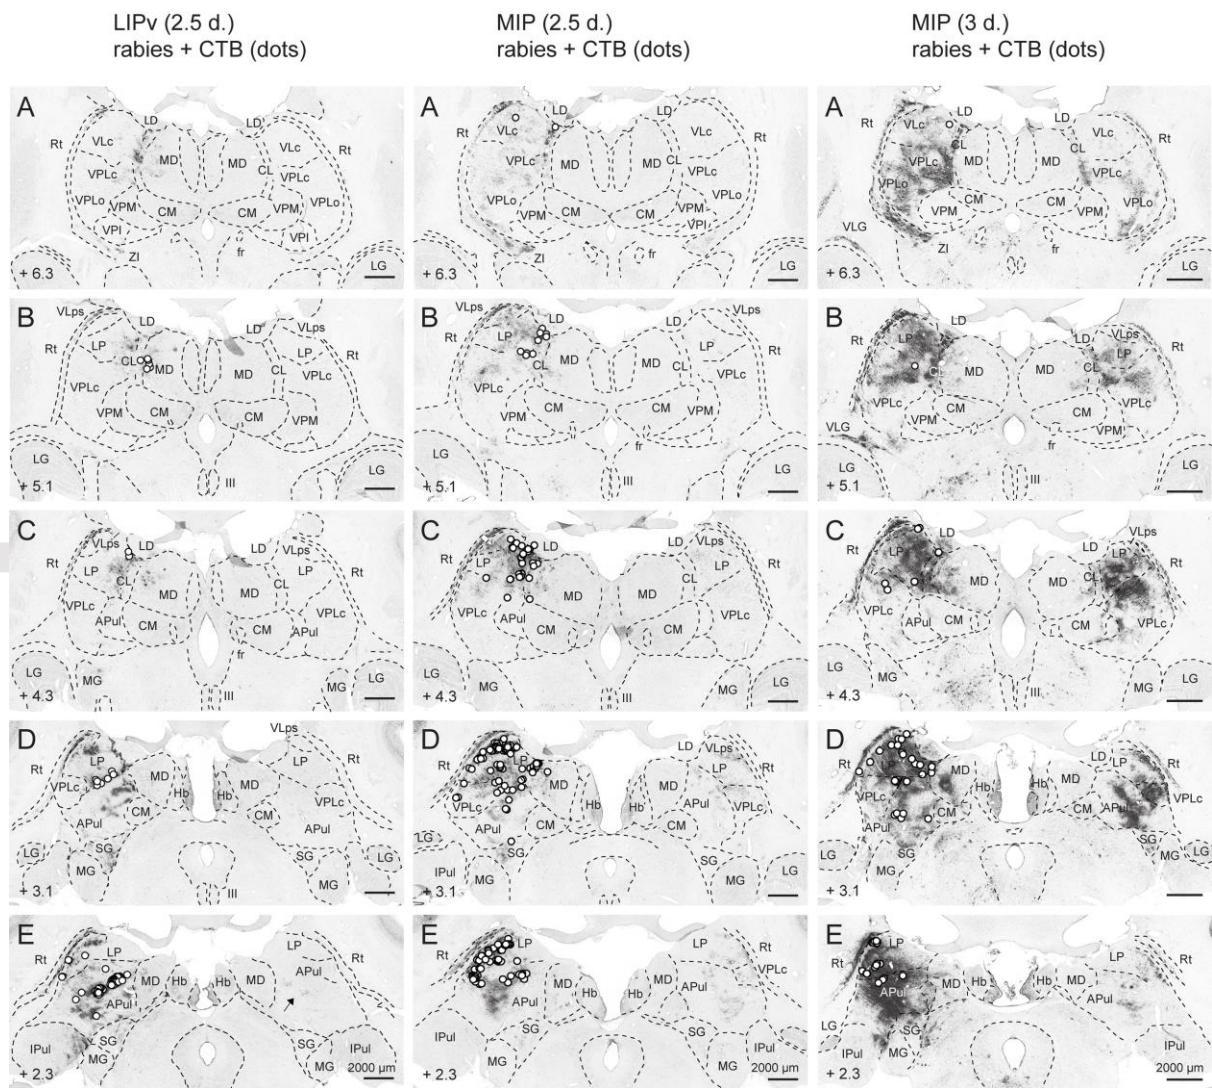 LIPv (2.5 d.)
rabies + CTB (dots)
MIP (2.5 d.)
rabies + CTB (dots)
MIP (3 d.)
rabies + CTB (dots)
A
LD
LD
Rt
VLc
VLc
Rt
MD
MD
CL
VPLc
VPLc
VPLo
VPM
CM
CM
VPM
VPLo
VPl
VPl
ZI
fr
+ 6.3
LG
A
LD
LD
Rt
VLc
Rt
VPLc
MD
MD
CL
VPLc
VPLo
VPM
CM
CM
VPM
VPLo
VPl
ZI
fr
+ 6.3
LG
A
LD
VLc
VLc
Rt
Rt
CL
CL
VPLc
MD
MD
VPLc
VPLo
VPLo
VPM
CM
CM
VPM
VLG
ZI
fr
+ 6.3
LG
B
VLps
LD
LD
VLps
Rt
LP
LP
Rt
CL
MD
MD
CL
VPLc
VPLc
VPM
CM
CM
VPM
fr
LG
LG
III
+ 5.1
B
VLps
LD
LD
VLps
Rt
LP
LP
Rt
CL
MD
MD
CL
VPLc
VPLc
VPM
CM
CM
VPM
fr
LG
LG
III
+ 5.1
B
LD
LD
VLps
Rt
LP
LP
Rt
CL
MD
MD
CL
VPLc
VPLc
VPM
CM
CM
VPM
VLG
fr
LG
LG
III
+ 5.1
C
VLps
LD
LD
VLps
Rt
LP
LP
Rt
CL
MD
MD
CL
VPLc
VPLc
APul
CM
CM
APul
fr
LG
MG
MG
LG
III
+ 4.3
C
LD
LD
VLps
Rt
LP
LP
Rt
MD
MD
CL
VPLc
VPLc
APul
CM
CM
APul
LG
MG
MG
LG
III
+ 4.3
C
LD
VLps
Rt
LP
LP
Rt
MD
MD
CL
VPLc
VPLc
APul
CM
CM
fr
LG
MG
MG
LG
III
+ 4.3
D
VLps
Rt
LP
LP
Rt
MD
MD
VPLc
Hb
Hb
VPLc
CM
APul
APul
SG
LG
MG
MG
LG
III
+ 3.1
D
LD
VLps
Rt
LP
LP
Rt
MD
MD
VPLc
Hb
Hb
APul
VPLc
APul
CM
CM
SG
SG
LG
LG
IPul
MG
MG
+ 3.1
D
LD
LP
Rt
Rt
MD
MD
VPLc
Hb
Hb
VPLc
CM
CM
APul
APul
SG
SG
LG
MG
MG
LG
+ 3.1
E
LP
LP
Rt
Rt
MD
Hb
Hb
MD
APul
APul
SG
SG
IPul
MG
MG
IPul
+ 2.3
2000 µm
E
LP
LP
Rt
Rt
MD
MD
VPLc
APul
Hb
Hb
APul
SG
SG
IPul
MG
MG
IPul
+ 2.3
2000 µm
E
LP
LP
Rt
Rt
MD
Hb
Hb
MD
APul
APul
LG
SG
SG
IPul
MG
MG
IPul
+ 2.3
2000 µm